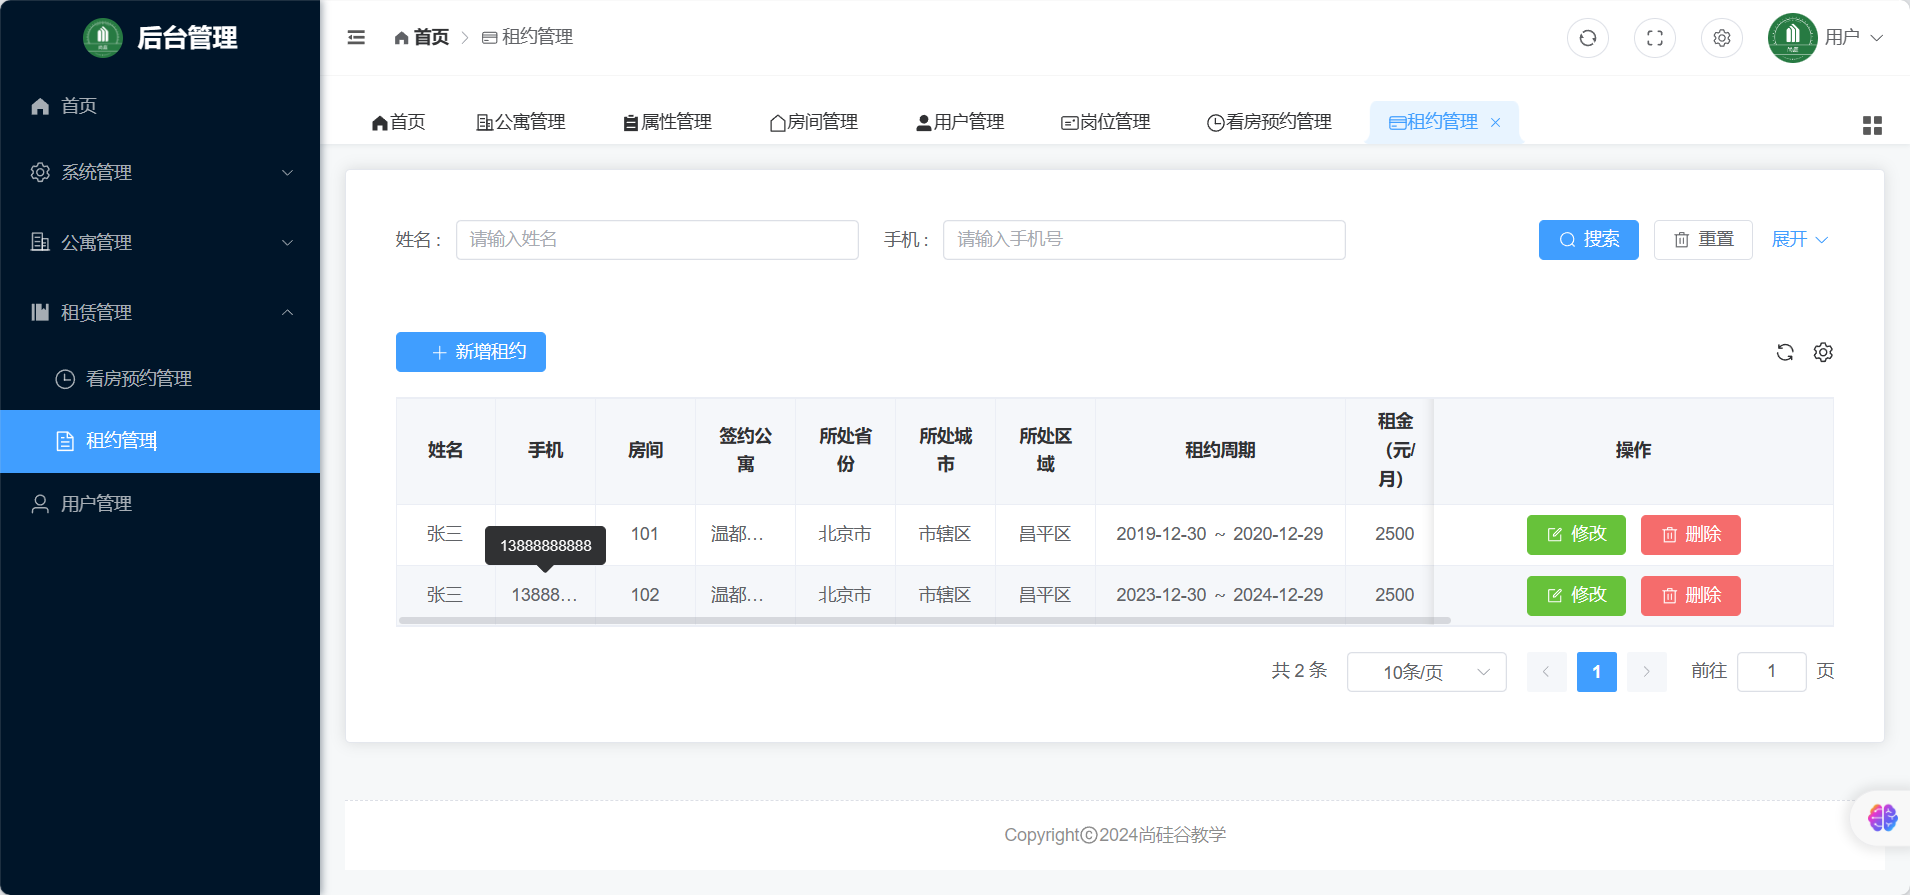 后台管理
首页
系统管理
公寓管理
租赁管理
看房预约管理
租约管理
用户管理
首页
租约管理
用户
首页
公寓管理
属性管理
房间管理
用户管理
岗位管理
看房预约管理
租约管理
姓名：
请输入姓名
手机：
请输入手机号
搜索
重置
展开
新增租约
姓名 手机 房间 签约公寓 所处省份 所处城市 所处区域 租约周期 租金（元/月） 操作
张三 101 温都... 北京市 市辖区 昌平区 2019-12-30 ~ 2020-12-29 2500 修改 删除
13888888888
张三 13888... 102 温都... 北京市 市辖区 昌平区 2023-12-30 ~ 2024-12-29 2500 修改 删除
共 2 条 10条/页 1 前往 1 页
Copyright©2024尚硅谷教学